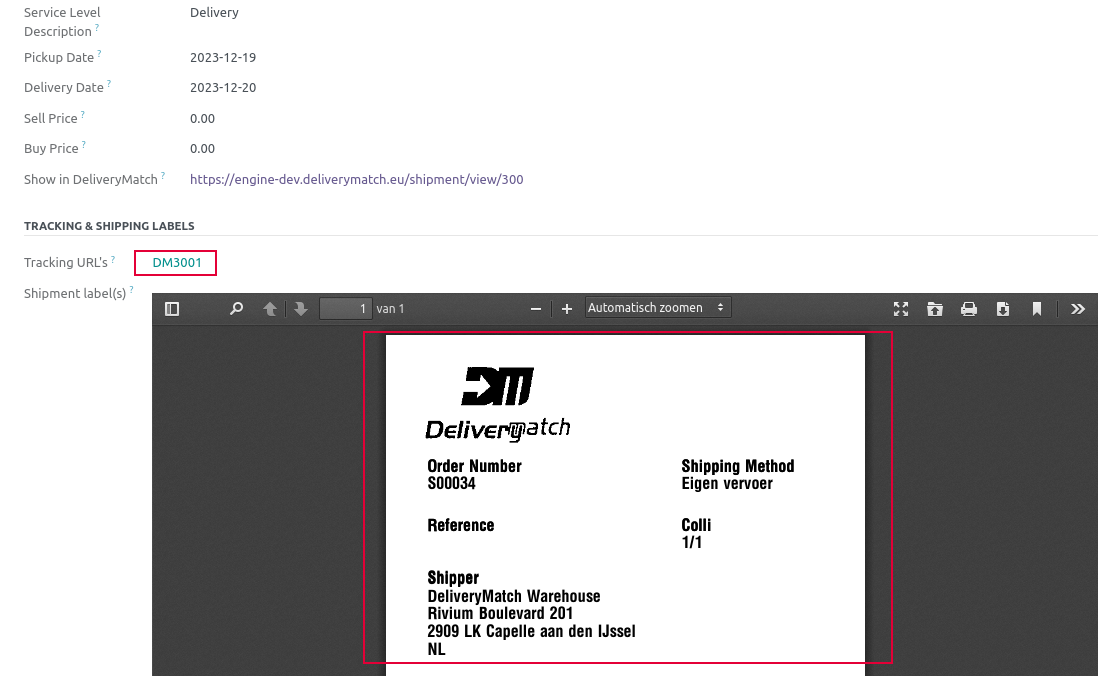 Service Level Delivery
Description ?
Pickup Date ? 2023-12-19
Delivery Date ? 2023-12-20
Sell Price ? 0.00
Buy Price ? 0.00
Show in DeliveryMatch ? https://engine-dev.deliverymatch.eu/shipment/view/300
TRACKING & SHIPPING LABELS
Tracking URL's ? DM3001
Shipment label(s) ?
1 van 1 Automatisch zoomen
DM
Deliverymatch
Order Number Shipping Method
S00034 Eigen vervoer
Reference Colli
1/1
Shipper
DeliveryMatch Warehouse
Rivium Boulevard 201
2909 LK Capelle aan den IJssel
NL